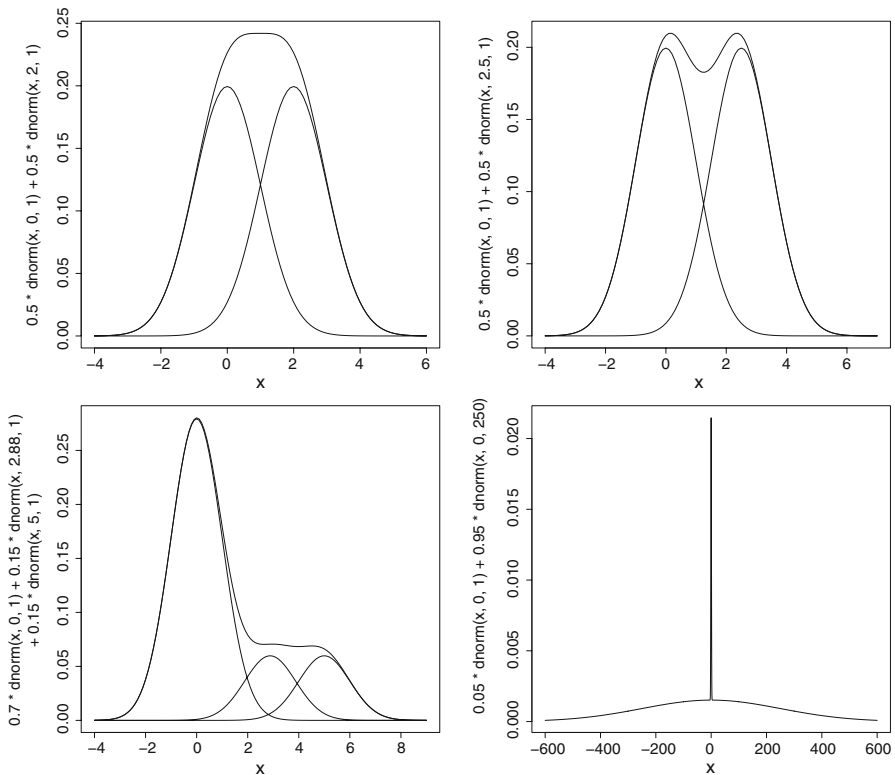 0.5 * dnorm(x, 0, 1) + 0.5 * dnorm(x, 2, 1)
0.25
0.20
0.15
0.10
0.05
0.00
−4 −2 0 2 4 6
x
0.5 * dnorm(x, 0, 1) + 0.5 * dnorm(x, 2.5, 1)
0.20
0.15
0.10
0.05
0.00
−4 −2 0 2 4 6
x
0.7 * dnorm(x, 0, 1) + 0.15 * dnorm(x, 2.88, 1)
+ 0.15 * dnorm(x, 5, 1)
0.25
0.20
0.15
0.10
0.05
0.00
−4 −2 0 2 4 6 8
x
0.05 * dnorm(x, 0, 1) + 0.95 * dnorm(x, 0, 250)
0.020
0.015
0.010
0.005
0.000
−600 −400 −200 0 200 400 600
x